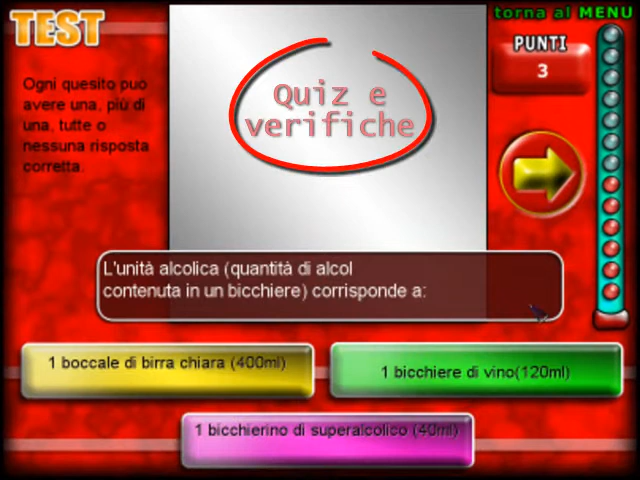 TEST
torna al MENU
PUNTI
3
Ogni quesito può
avere una, più di
una, tutte o
nessuna risposta
corretta.
Quiz e
verifiche
L'unità alcolica (quantità di alcol
contenuta in un bicchiere) corrisponde a:
1 boccale di birra chiara (400ml)
1 bicchiere di vino(120ml)
1 bicchierino di superalcolico (40ml)